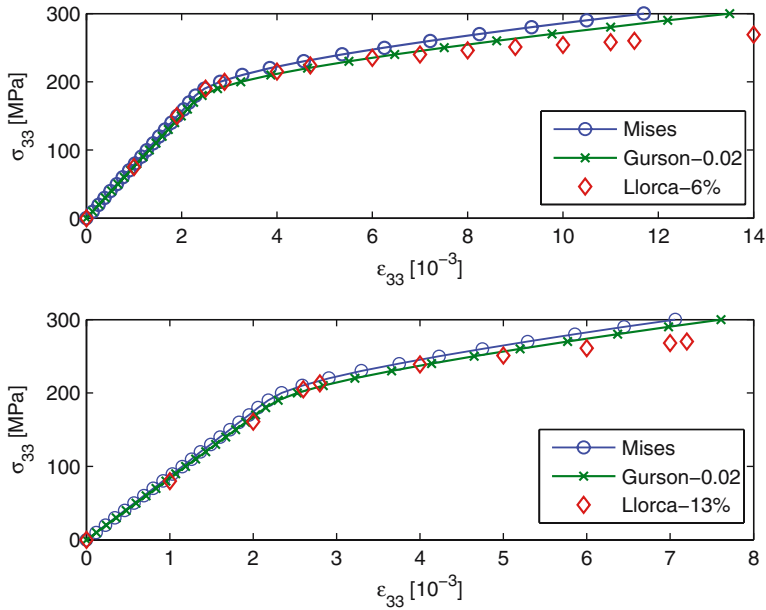 300
200
100
0
σ33 [MPa]
Mises
Gurson−0.02
Llorca−6%
0 2 4 6 8 10 12 14
ε33 [10⁻³]
300
200
100
0
σ33 [MPa]
Mises
Gurson−0.02
Llorca−13%
0 1 2 3 4 5 6 7 8
ε33 [10⁻³]